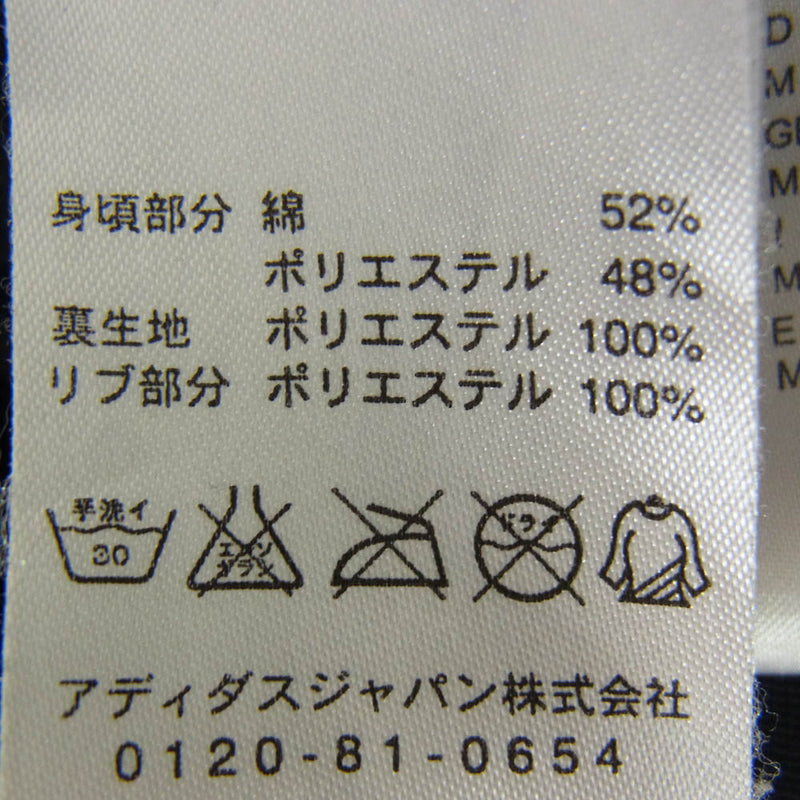 身頃部分 綿 52%
ポリエステル 48%
裏生地 ポリエステル 100%
リブ部分 ポリエステル 100%
手洗イ
30
エンソ
サラシ
ドライ
アディダスジャパン株式会社
0120-81-0654
D
M
GE
M
I
M
E
M